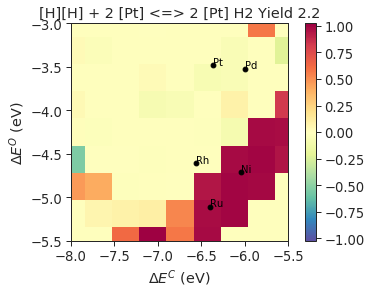 [H][H] + 2 [Pt] <=> 2 [Pt] H2 Yield 2.2
−3.0
−3.5
−4.0
−4.5
−5.0
−5.5
ΔE^O (eV)
Pt
Pd
Rh
Ni
Ru
−8.0 −7.5 −7.0 −6.5 −6.0 −5.5
ΔE^C (eV)
1.00
0.75
0.50
0.25
0.00
−0.25
−0.50
−0.75
−1.00